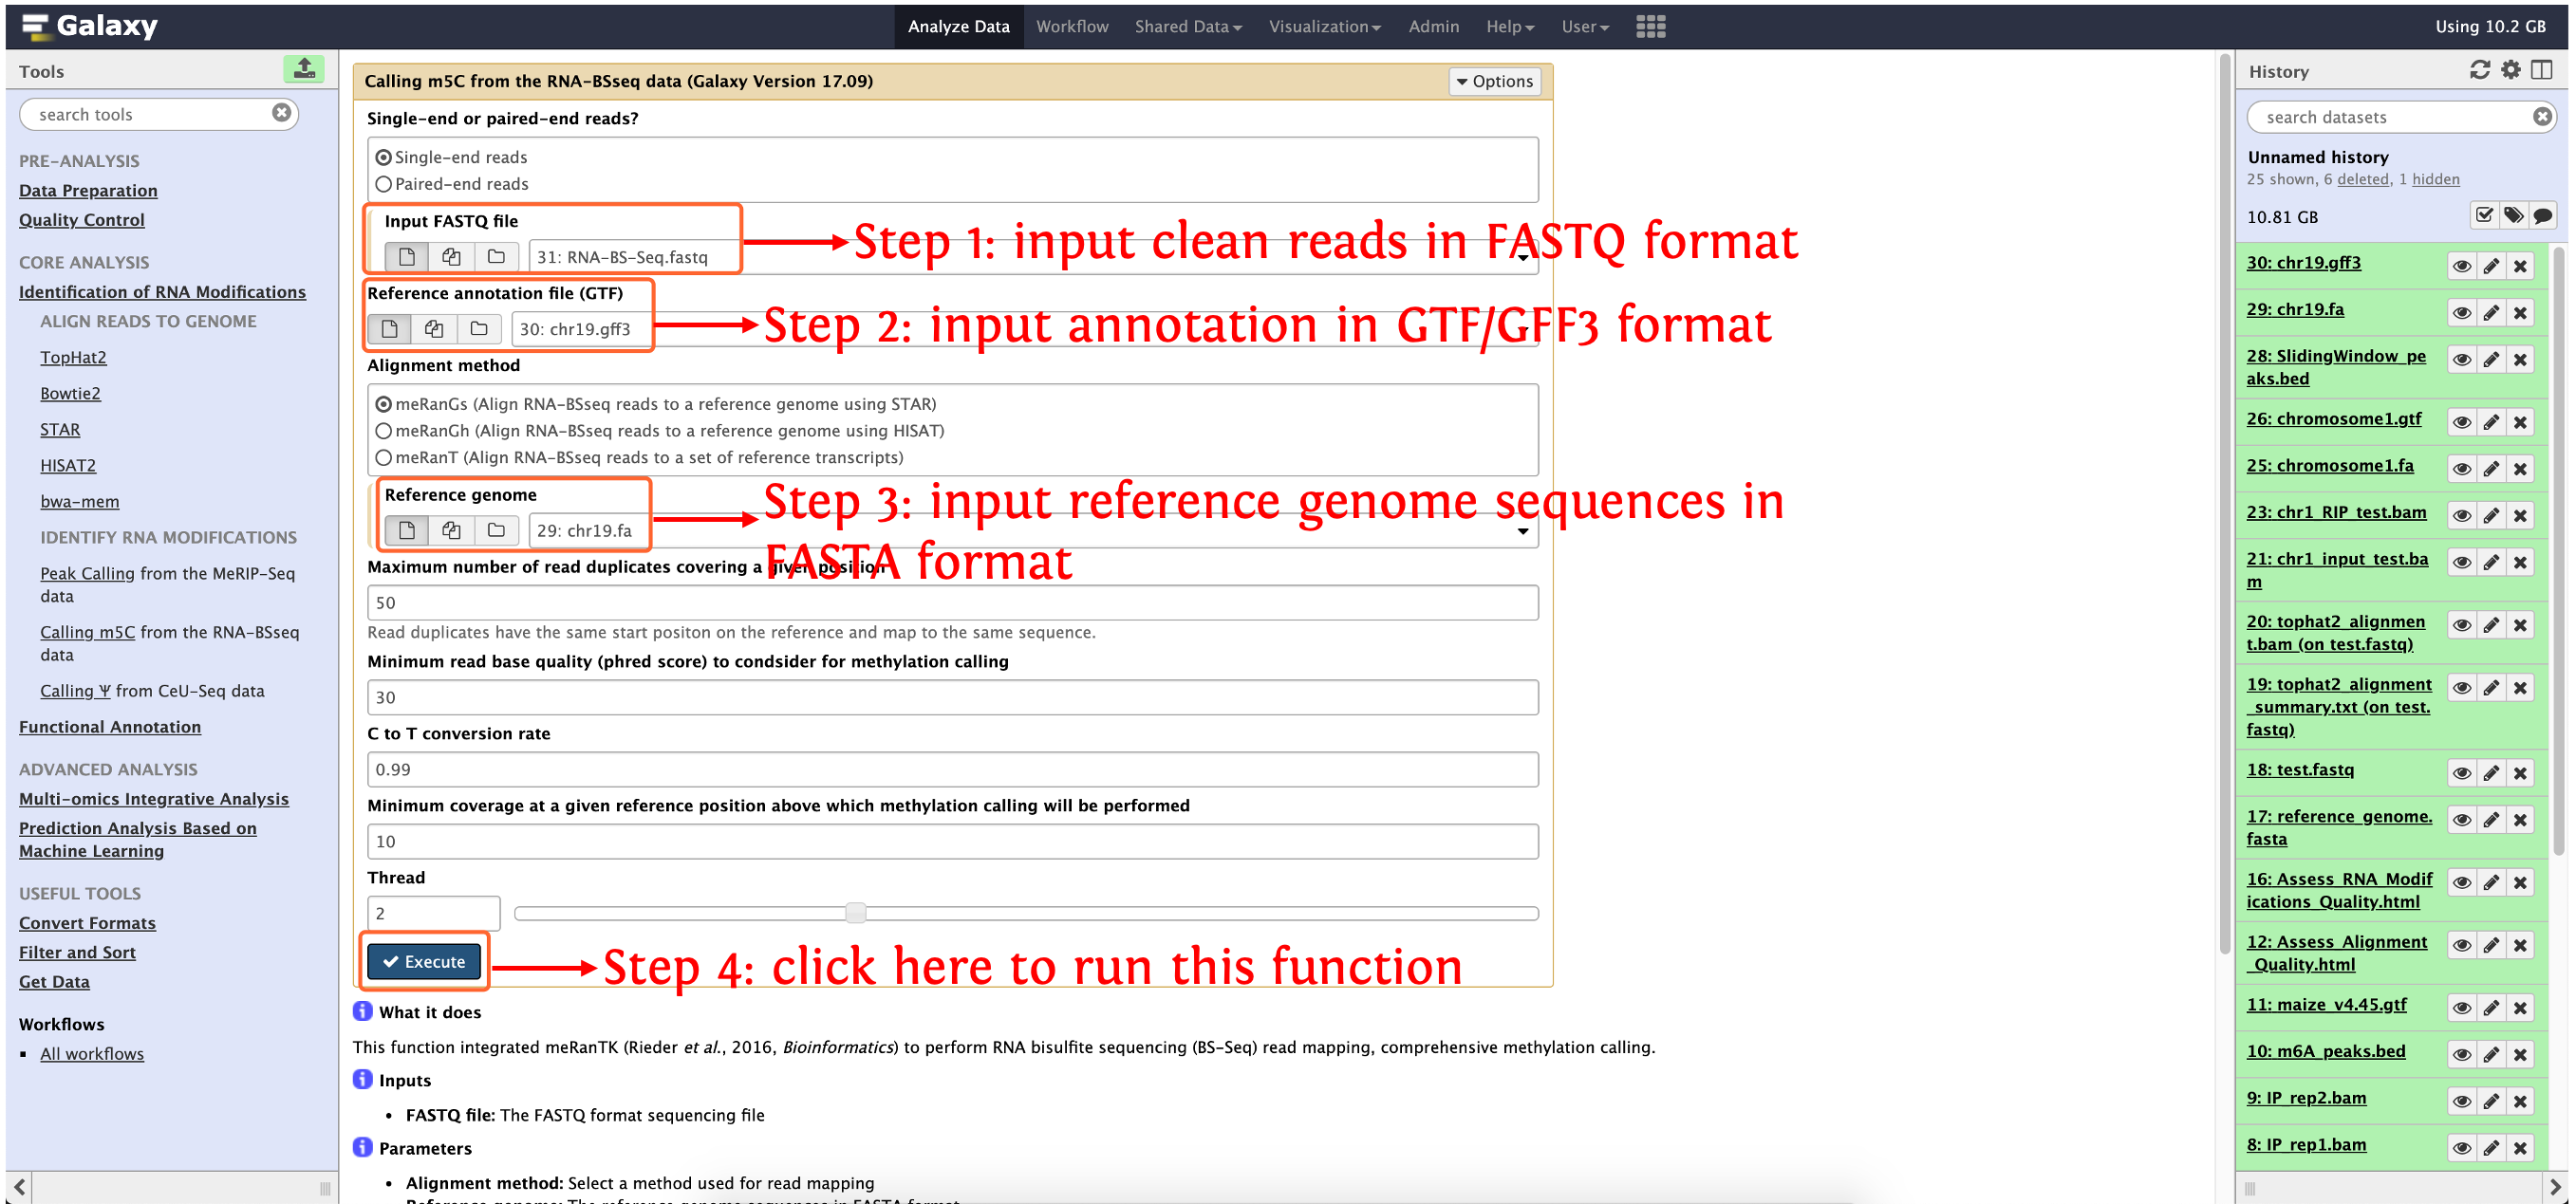 Galaxy
Analyze Data
Workflow
Shared Data
Visualization
Admin
Help
User
Using 10.2 GB
Tools
search tools
PRE-ANALYSIS
Data Preparation
Quality Control
CORE ANALYSIS
Identification of RNA Modifications
ALIGN READS TO GENOME
TopHat2
Bowtie2
STAR
HISAT2
bwa-mem
IDENTIFY RNA MODIFICATIONS
Peak Calling from the MeRIP-Seq
data
Calling m5C from the RNA-BSseq
data
Calling Ψ from CeU-Seq data
Functional Annotation
ADVANCED ANALYSIS
Multi-omics Integrative Analysis
Prediction Analysis Based on
Machine Learning
USEFUL TOOLS
Convert Formats
Filter and Sort
Get Data
Workflows
All workflows
Calling m5C from the RNA-BSseq data (Galaxy Version 17.09)
Options
Single-end or paired-end reads?
Single-end reads
Paired-end reads
Input FASTQ file
31: RNA-BS-Seq.fastq
Step 1: input clean reads in FASTQ format
Reference annotation file (GTF)
30: chr19.gff3
Step 2: input annotation in GTF/GFF3 format
Alignment method
meRanGs (Align RNA-BSseq reads to a reference genome using STAR)
meRanGh (Align RNA-BSseq reads to a reference genome using HISAT)
meRanT (Align RNA-BSseq reads to a set of reference transcripts)
Reference genome
29: chr19.fa
Step 3: input reference genome sequences in
FASTA format
Maximum number of read duplicates covering a given position
50
Read duplicates have the same start positon on the reference and map to the same sequence.
Minimum read base quality (phred score) to condsider for methylation calling
30
C to T conversion rate
0.99
Minimum coverage at a given reference position above which methylation calling will be performed
10
Thread
2
Execute
Step 4: click here to run this function
What it does
This function integrated meRanTK (Rieder et al., 2016, Bioinformatics) to perform RNA bisulfite sequencing (BS-Seq) read mapping, comprehensive methylation calling.
Inputs
FASTQ file: The FASTQ format sequencing file
Parameters
Alignment method: Select a method used for read mapping
Reference genome: The reference genome sequences in FASTA format
History
search datasets
Unnamed history
25 shown, 6 deleted, 1 hidden
10.81 GB
30: chr19.gff3
29: chr19.fa
28: SlidingWindow_pe
aks.bed
26: chromosome1.gtf
25: chromosome1.fa
23: chr1_RIP_test.bam
21: chr1_input_test.ba
m
20: tophat2_alignmen
t.bam (on test.fastq)
19: tophat2_alignment
_summary.txt (on test.
fastq)
18: test.fastq
17: reference_genome.
fasta
16: Assess_RNA_Modif
ications_Quality.html
12: Assess_Alignment
_Quality.html
11: maize_v4.45.gtf
10: m6A_peaks.bed
9: IP_rep2.bam
8: IP_rep1.bam